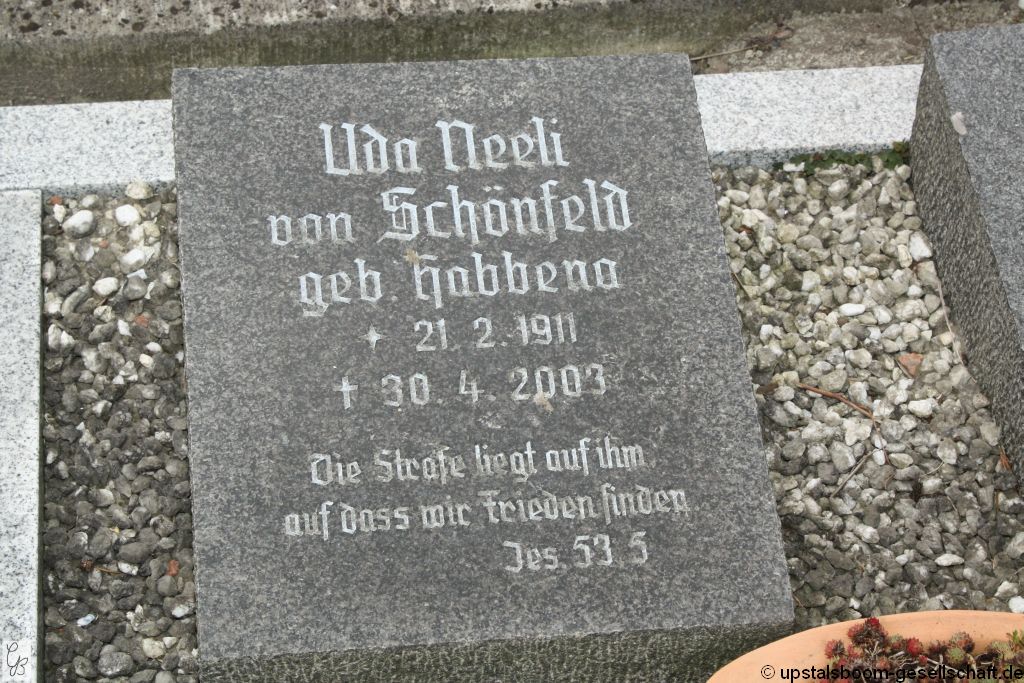 Uda Neeli
von Schönfeld
geb. Habbena
21. 2. 1911
✝ 30. 4. 2003
Die Strafe liegt auf ihm,
auf dass wir Frieden finden
Jes. 53. 5
GB
© upstalsboom-gesellschaft.de